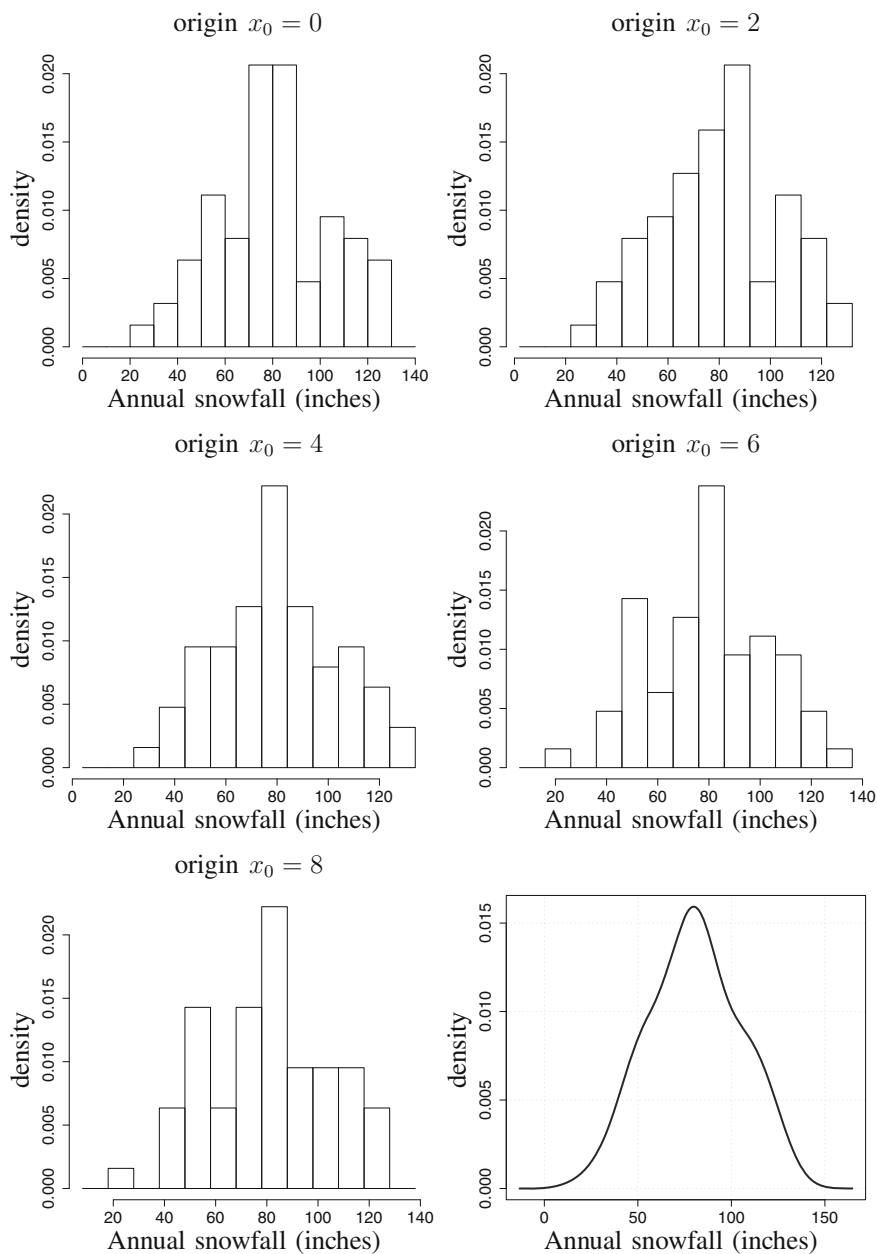 origin x₀ = 0
density
0.000 0.005 0.010 0.015 0.020
0 20 40 60 80 100 120 140
Annual snowfall (inches)
origin x₀ = 2
density
0.000 0.005 0.010 0.015 0.020
0 20 40 60 80 100 120
Annual snowfall (inches)
origin x₀ = 4
density
0.000 0.005 0.010 0.015 0.020
0 20 40 60 80 100 120
Annual snowfall (inches)
origin x₀ = 6
density
0.000 0.005 0.010 0.015 0.020
20 40 60 80 100 120 140
Annual snowfall (inches)
origin x₀ = 8
density
0.000 0.005 0.010 0.015 0.020
20 40 60 80 100 120 140
Annual snowfall (inches)
density
0.000 0.005 0.010 0.015
0 50 100 150
Annual snowfall (inches)